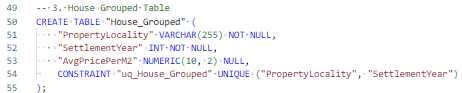 49 -- 3. House Grouped Table
50 CREATE TABLE "House_Grouped" (
51 "PropertyLocality" VARCHAR(255) NOT NULL,
52 "SettlementYear" INT NOT NULL,
53 "AvgPricePerM2" NUMERIC(10, 2) NULL,
54 CONSTRAINT "uq_House_Grouped" UNIQUE ("PropertyLocality", "SettlementYear")
55 );